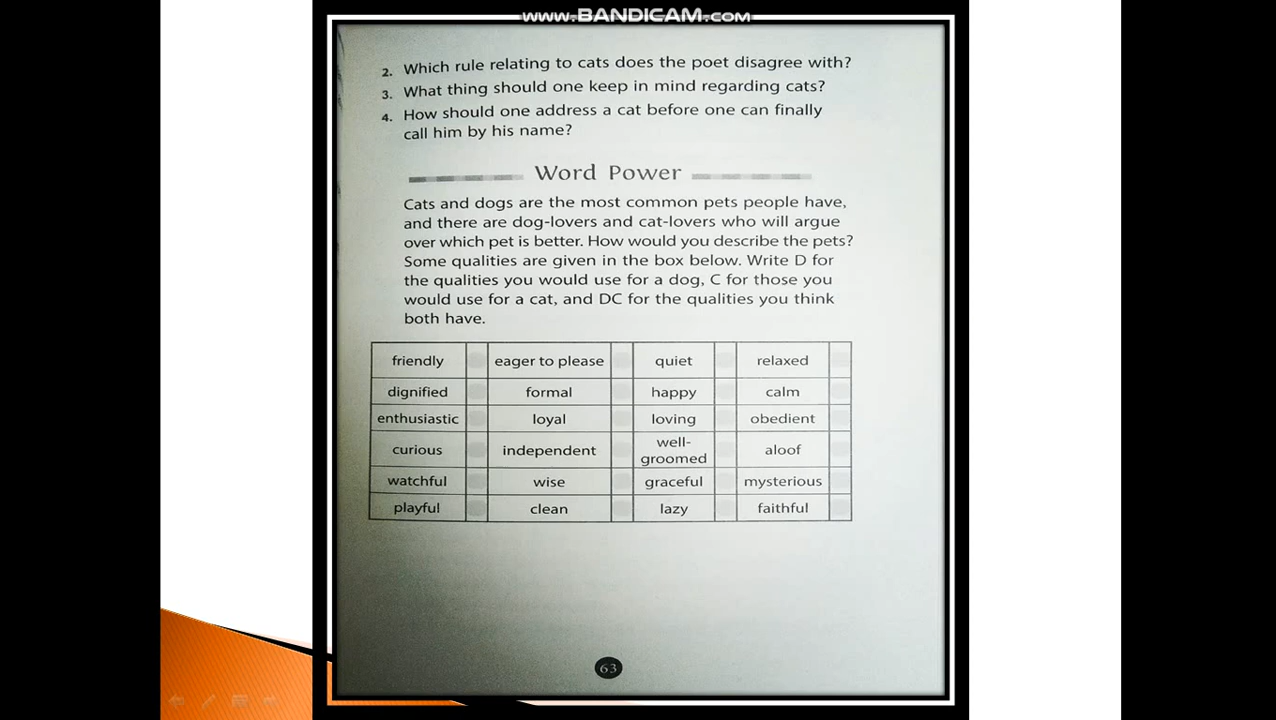 www.BANDICAM.com
2. Which rule relating to cats does the poet disagree with?
3. What thing should one keep in mind regarding cats?
4. How should one address a cat before one can finally
call him by his name?
Word Power
Cats and dogs are the most common pets people have,
and there are dog-lovers and cat-lovers who will argue
over which pet is better. How would you describe the pets?
Some qualities are given in the box below. Write D for
the qualities you would use for a dog, C for those you
would use for a cat, and DC for the qualities you think
both have.
friendly eager to please quiet relaxed
dignified formal happy calm
enthusiastic loyal loving obedient
curious independent well-
groomed aloof
watchful wise graceful mysterious
playful clean lazy faithful
63